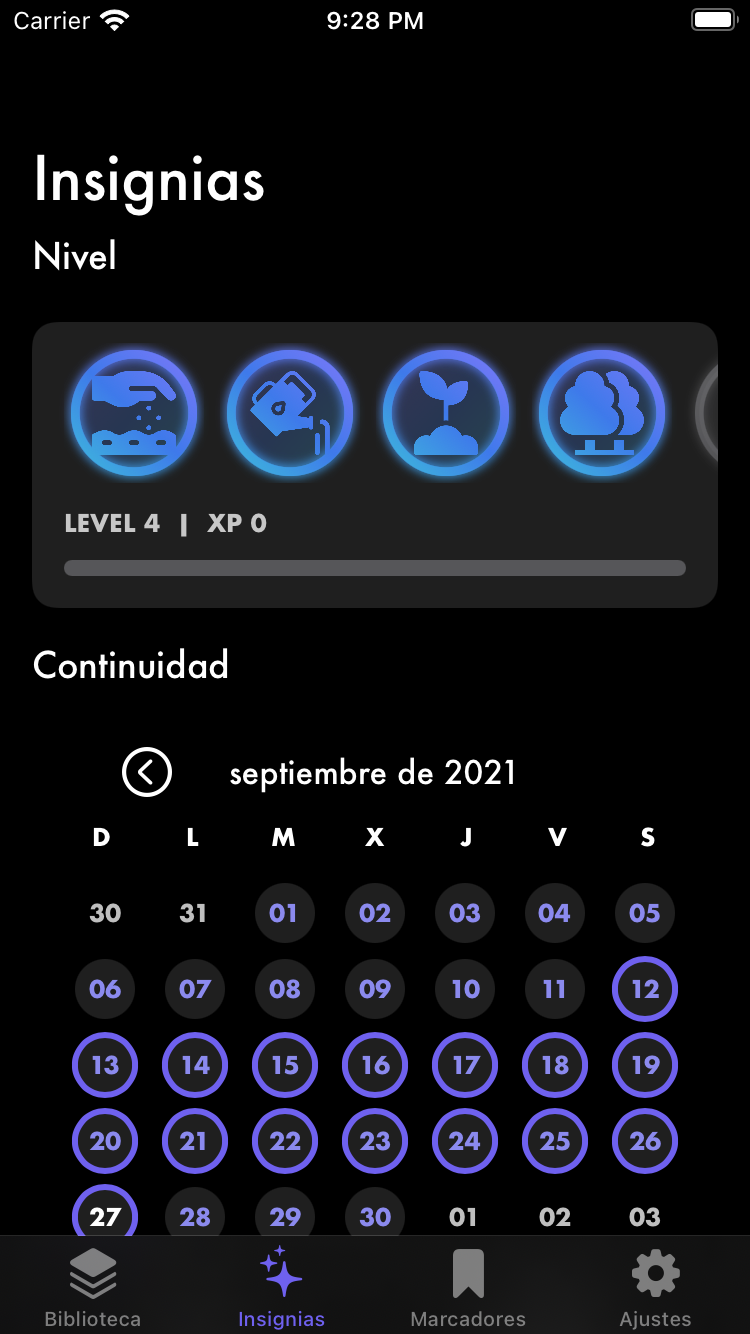 Carrier 9:28 PM
Insignias
Nivel
LEVEL 4 | XP 0
Continuidad
septiembre de 2021
D L M X J V S
30 31 01 02 03 04 05
06 07 08 09 10 11 12
13 14 15 16 17 18 19
20 21 22 23 24 25 26
27 28 29 30 01 02 03
Biblioteca Insignias Marcadores Ajustes